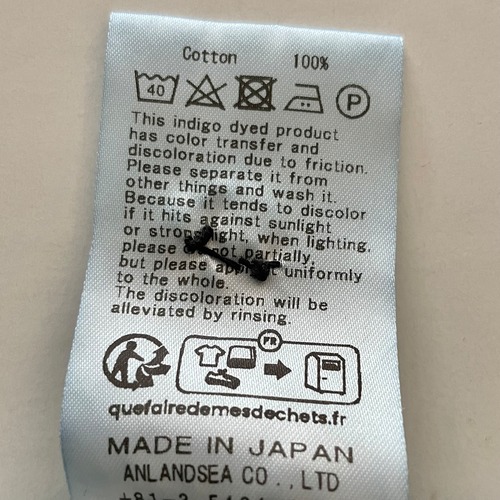 Cotton 100%
40 P
This indigo dyed product
has color transfer and
discoloration due to friction.
Please separate it from
other things and wash it.
Because it tends to discolor
if it hits against sunlight
or light, when lighting.
please not partially,
but please uniformly
to the whole.
The discoloration will be
alleviated by rinsing.
FR
quefairedemesdechets.fr
MADE IN JAPAN
ANLANDSEA CO.,LTD